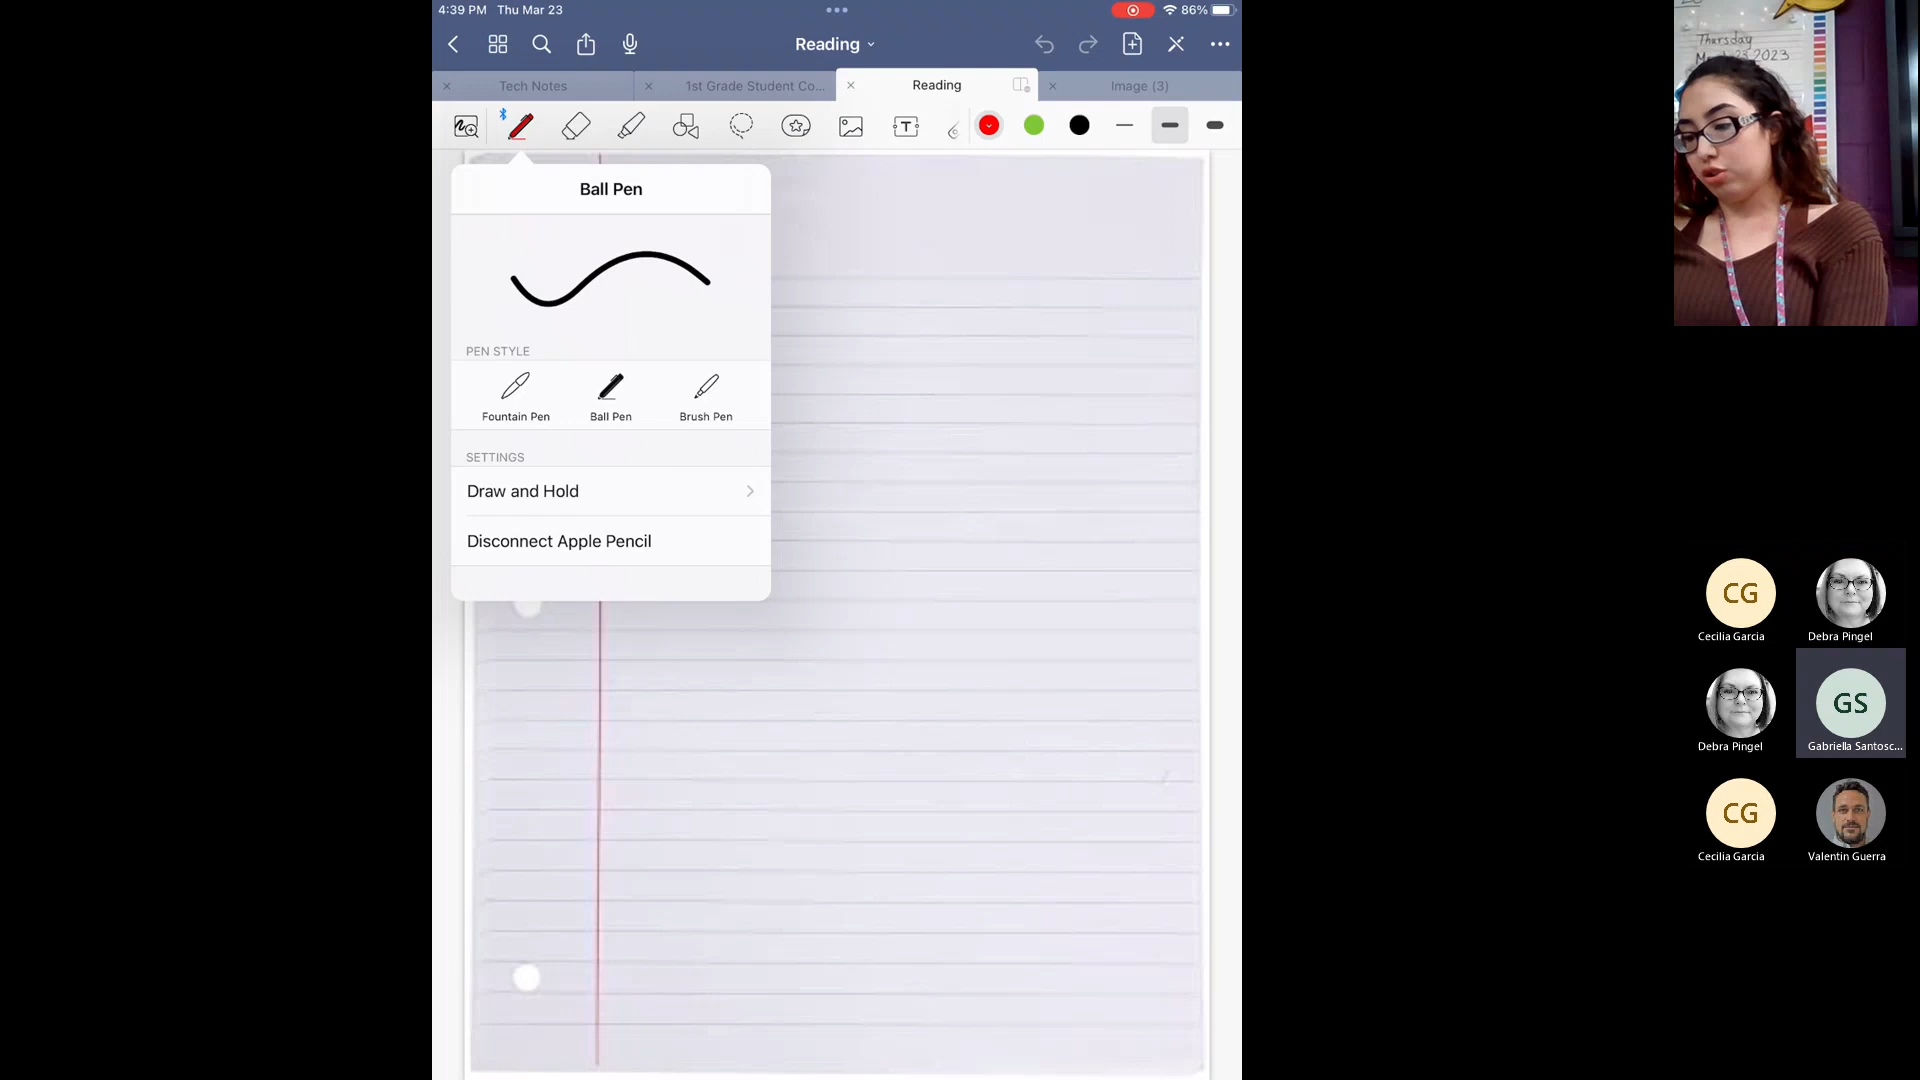 4:39 PM Thu Mar 23
86%
Reading
Tech Notes
1st Grade Student Co...
Reading
Image (3)
T
Ball Pen
PEN STYLE
Fountain Pen
Ball Pen
Brush Pen
SETTINGS
Draw and Hold
Disconnect Apple Pencil
Thursday
March 23 2023
CG
Cecilia Garcia
Debra Pingel
Debra Pingel
GS
Gabriella Santosc...
CG
Cecilia Garcia
Valentin Guerra